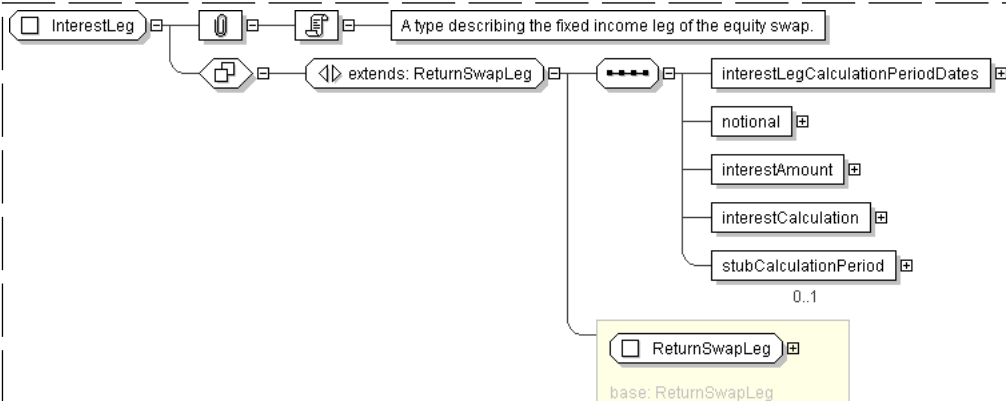 InterestLeg
A type describing the fixed income leg of the equity swap.
extends: ReturnSwapLeg
interestLegCalculationPeriodDates
notional
interestAmount
interestCalculation
stubCalculationPeriod
0..1
ReturnSwapLeg
base: ReturnSwapLeg